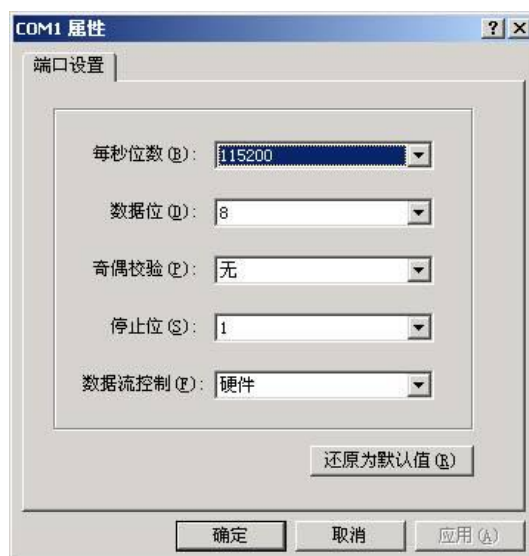 COM1 属性
端口设置
每秒位数(B): 115200
数据位(D): 8
奇偶校验(P): 无
停止位(S): 1
数据流控制(F): 硬件
还原为默认值(R)
确定 取消 应用(A)